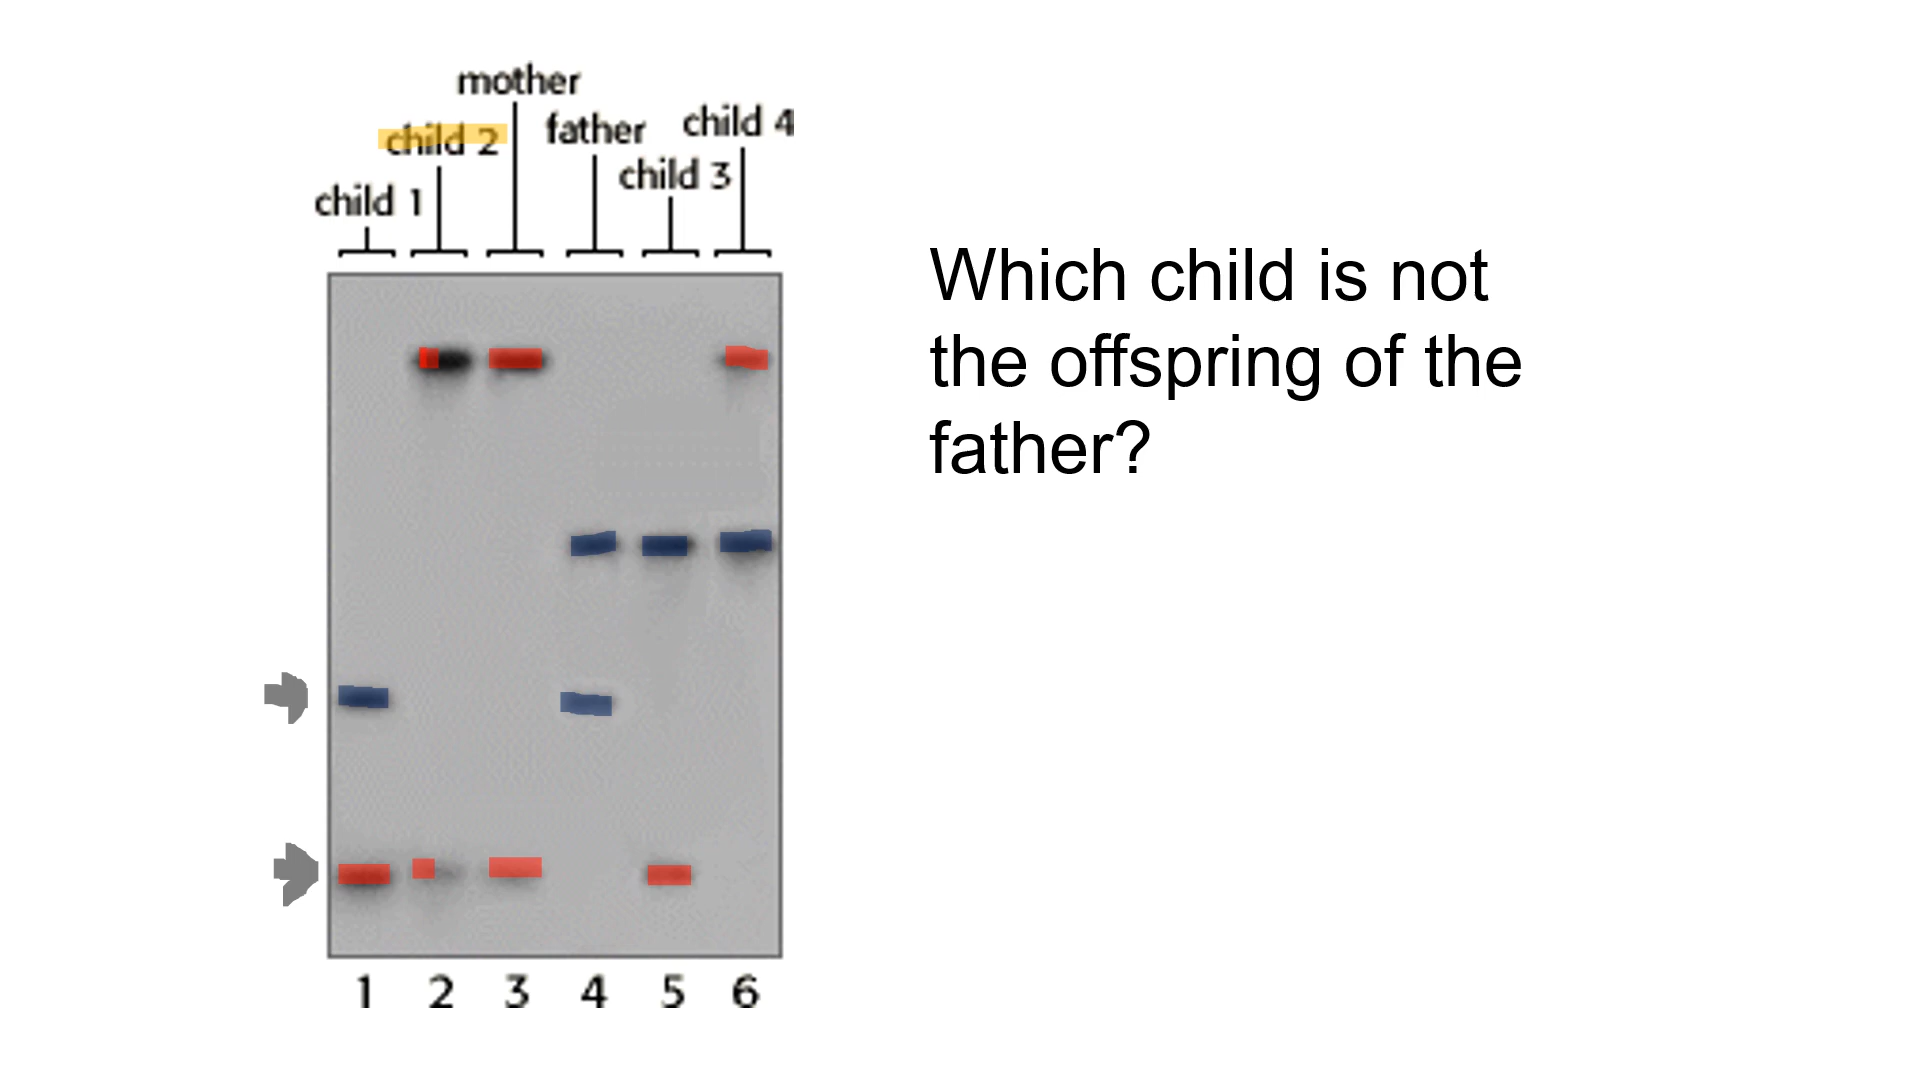 mother
child 2
father
child 4
child 3
child 1
Which child is not
the offspring of the
father?
1 2 3 4 5 6